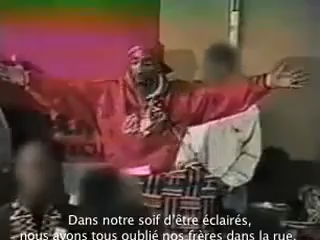 Dans notre soif d'être éclairés,
nous avons tous oublié nos frères dans la rue,